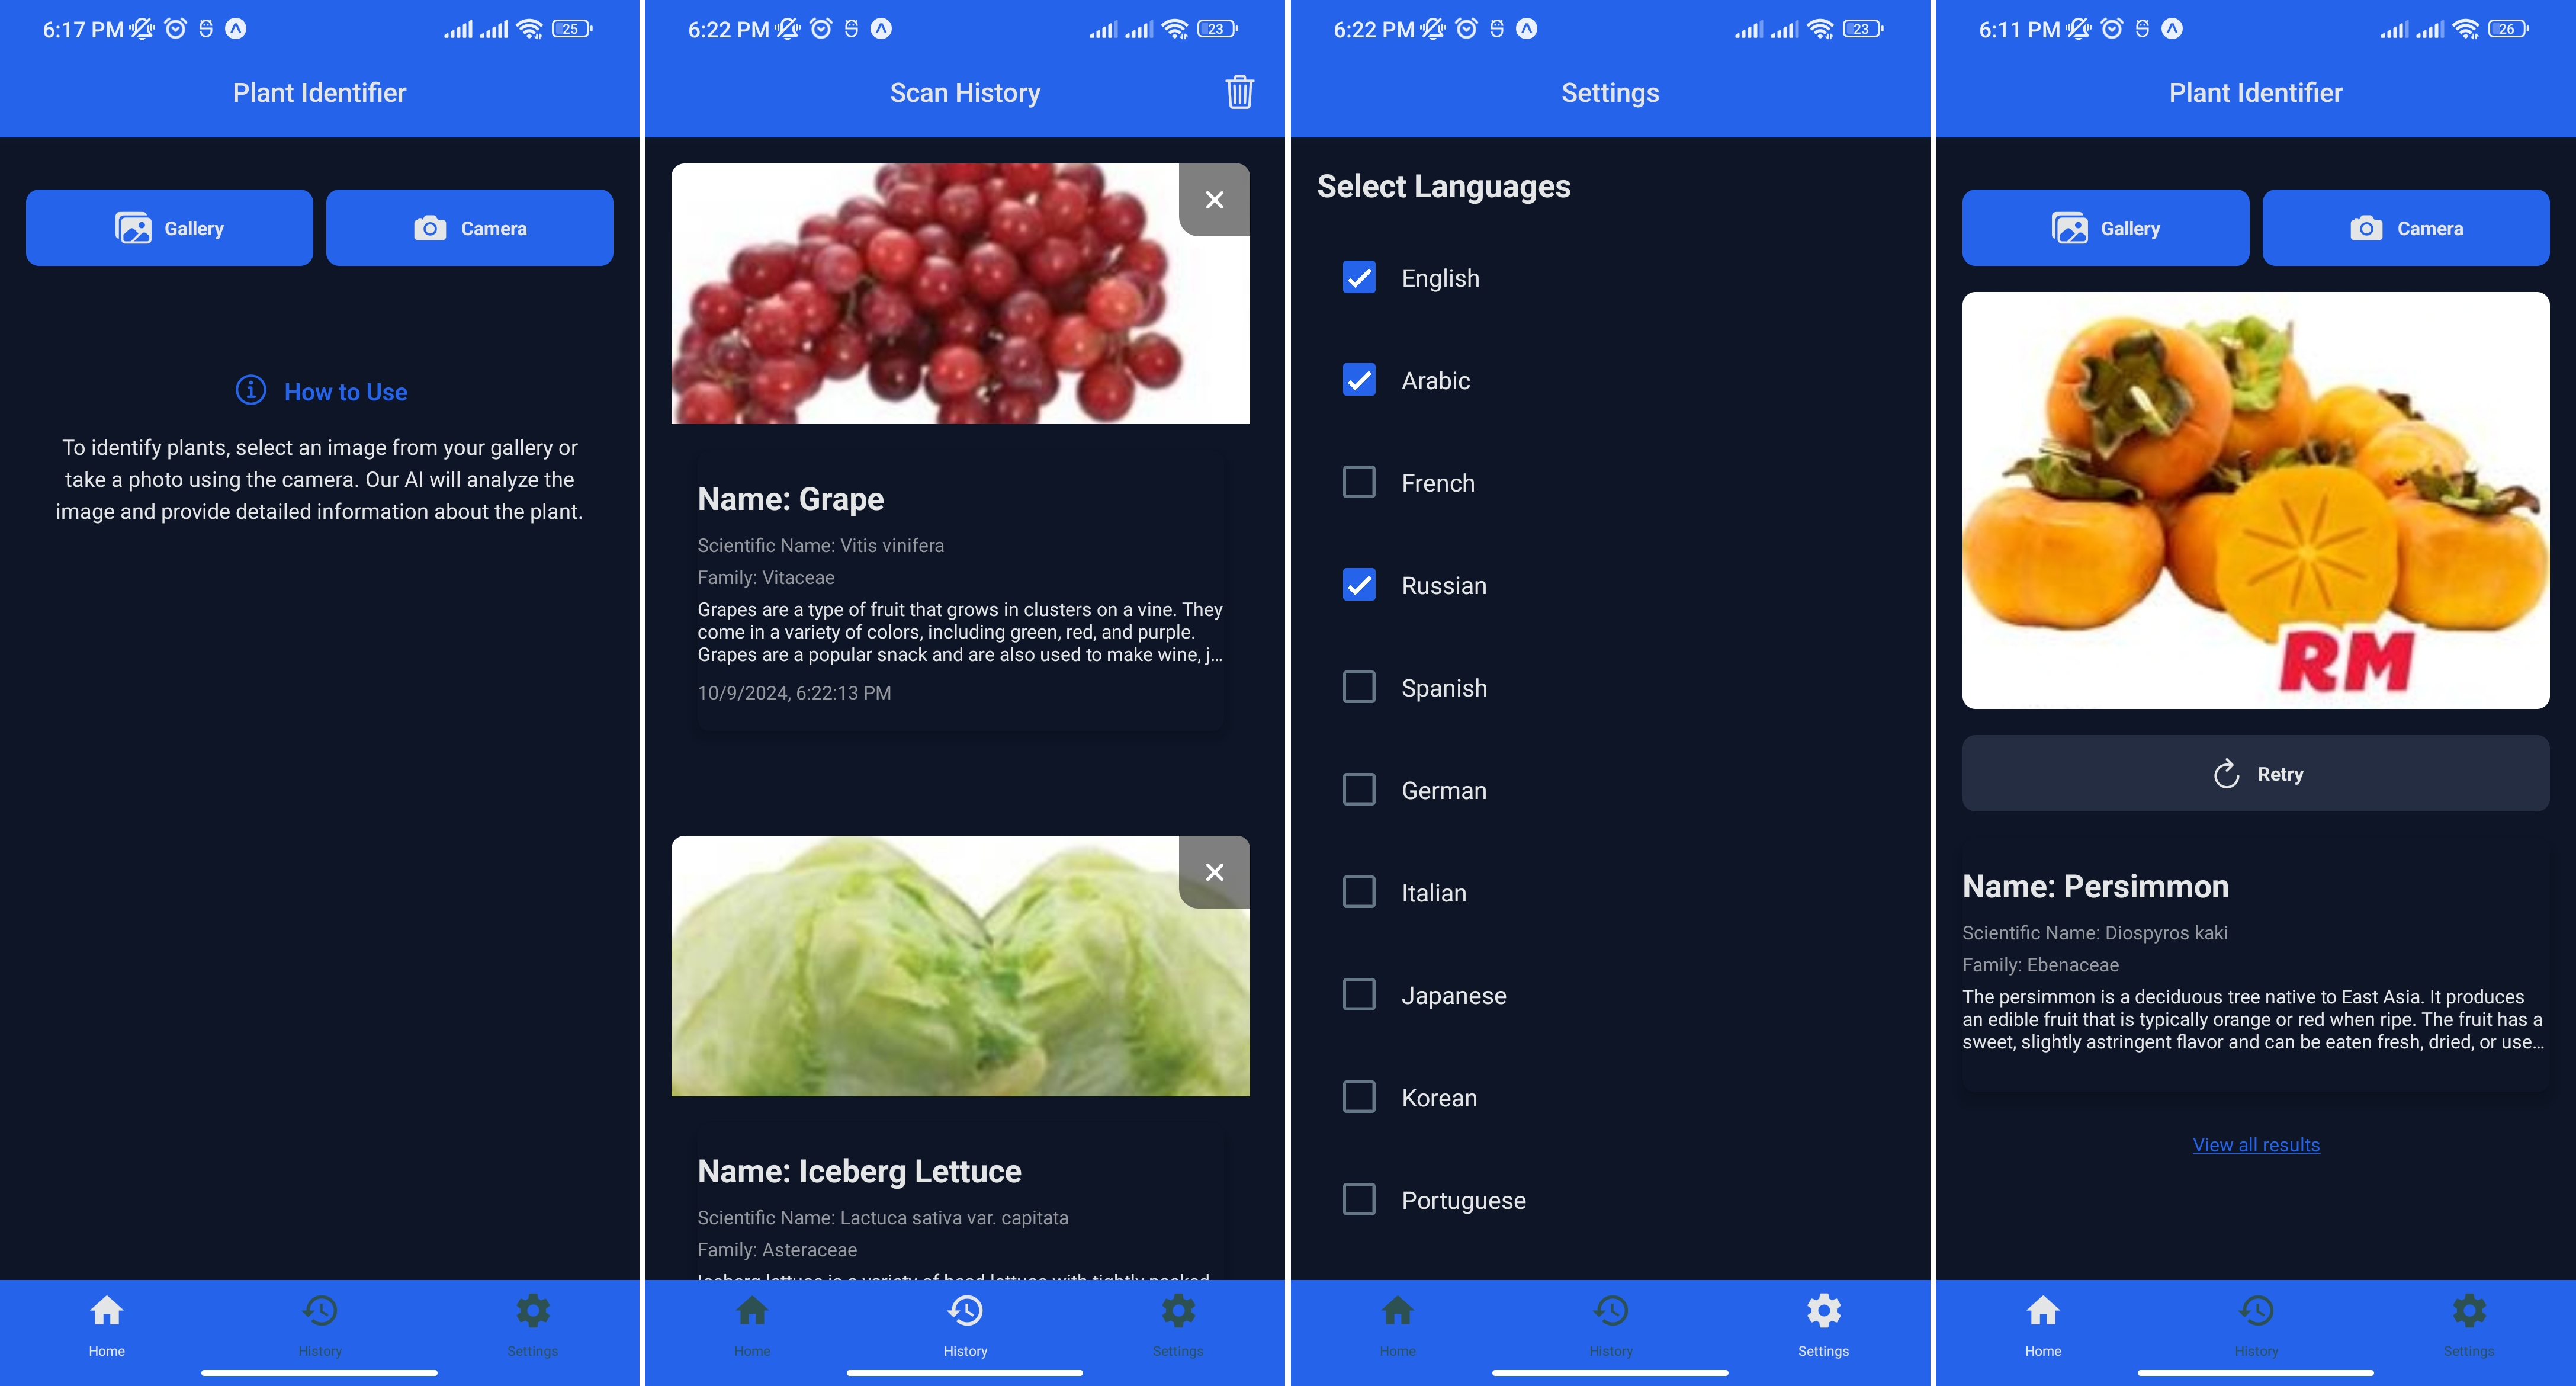 6:17 PM
25
Plant Identifier
Gallery
Camera
How to Use
To identify plants, select an image from your gallery or
take a photo using the camera. Our AI will analyze the
image and provide detailed information about the plant.
Home
History
Settings
6:22 PM
23
Scan History
Name: Grape
Scientific Name: Vitis vinifera
Family: Vitaceae
Grapes are a type of fruit that grows in clusters on a vine. They
come in a variety of colors, including green, red, and purple.
Grapes are a popular snack and are also used to make wine, j...
10/9/2024, 6:22:13 PM
Name: Iceberg Lettuce
Scientific Name: Lactuca sativa var. capitata
Family: Asteraceae
Iceberg lettuce is a variety of head lettuce with tightly packed
Home
History
Settings
6:22 PM
23
Settings
Select Languages
English
Arabic
French
Russian
Spanish
German
Italian
Japanese
Korean
Portuguese
Home
History
Settings
6:11 PM
26
Plant Identifier
Gallery
Camera
RM
Retry
Name: Persimmon
Scientific Name: Diospyros kaki
Family: Ebenaceae
The persimmon is a deciduous tree native to East Asia. It produces
an edible fruit that is typically orange or red when ripe. The fruit has a
sweet, slightly astringent flavor and can be eaten fresh, dried, or use...
View all results
Home
History
Settings